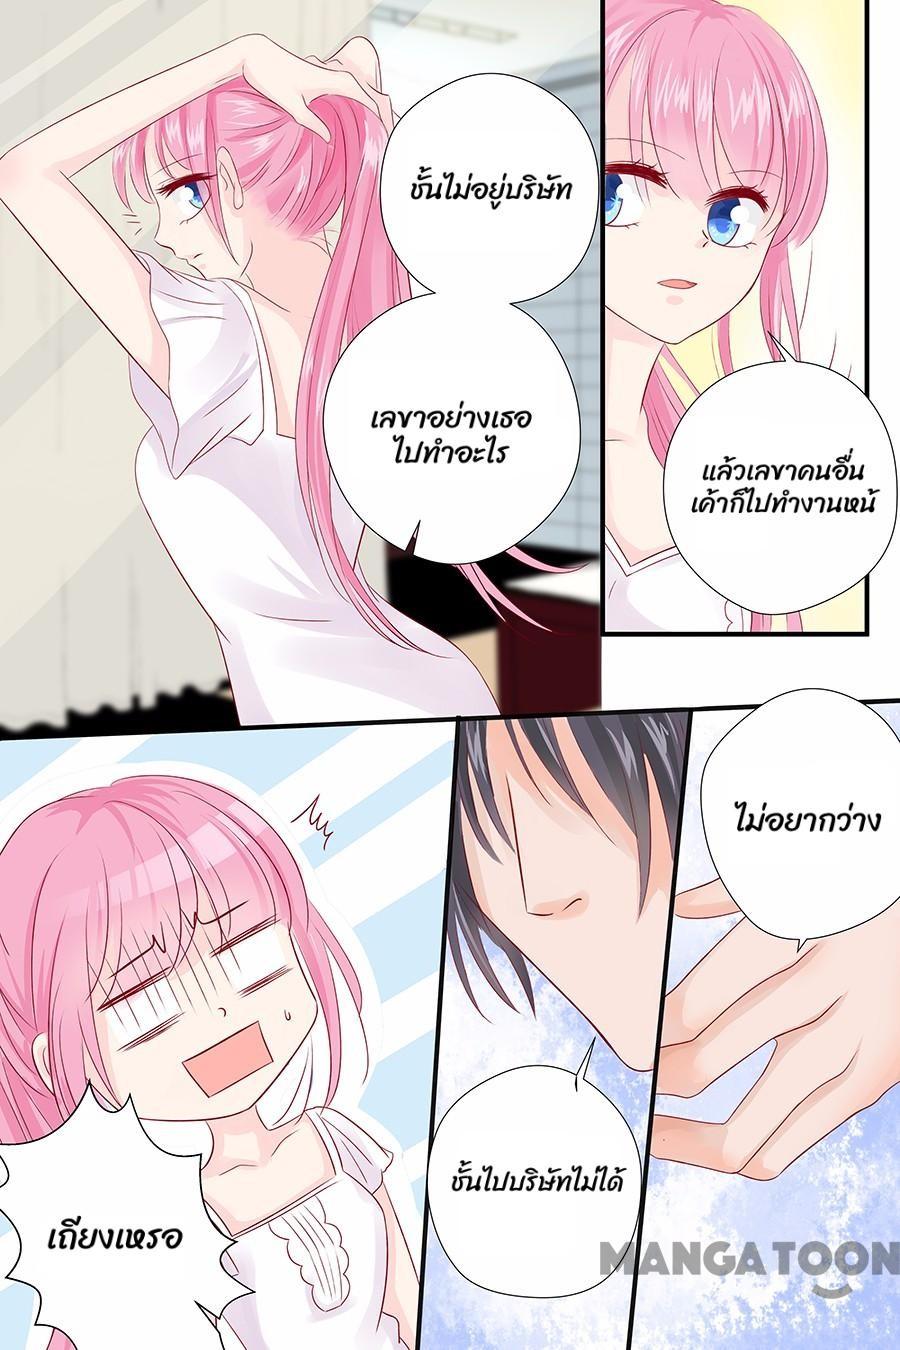 ชั้นไม่อยู่บริษัท
เลขาอย่างเธอ
ไปทำอะไร
แล้วเลขาคนอื่น
เค้าก็ไปทำงานหน้
ไม่อยากว่าง
ชั้นไปบริษัทไม่ได้
เถียงเหรอ
MANGA TOON